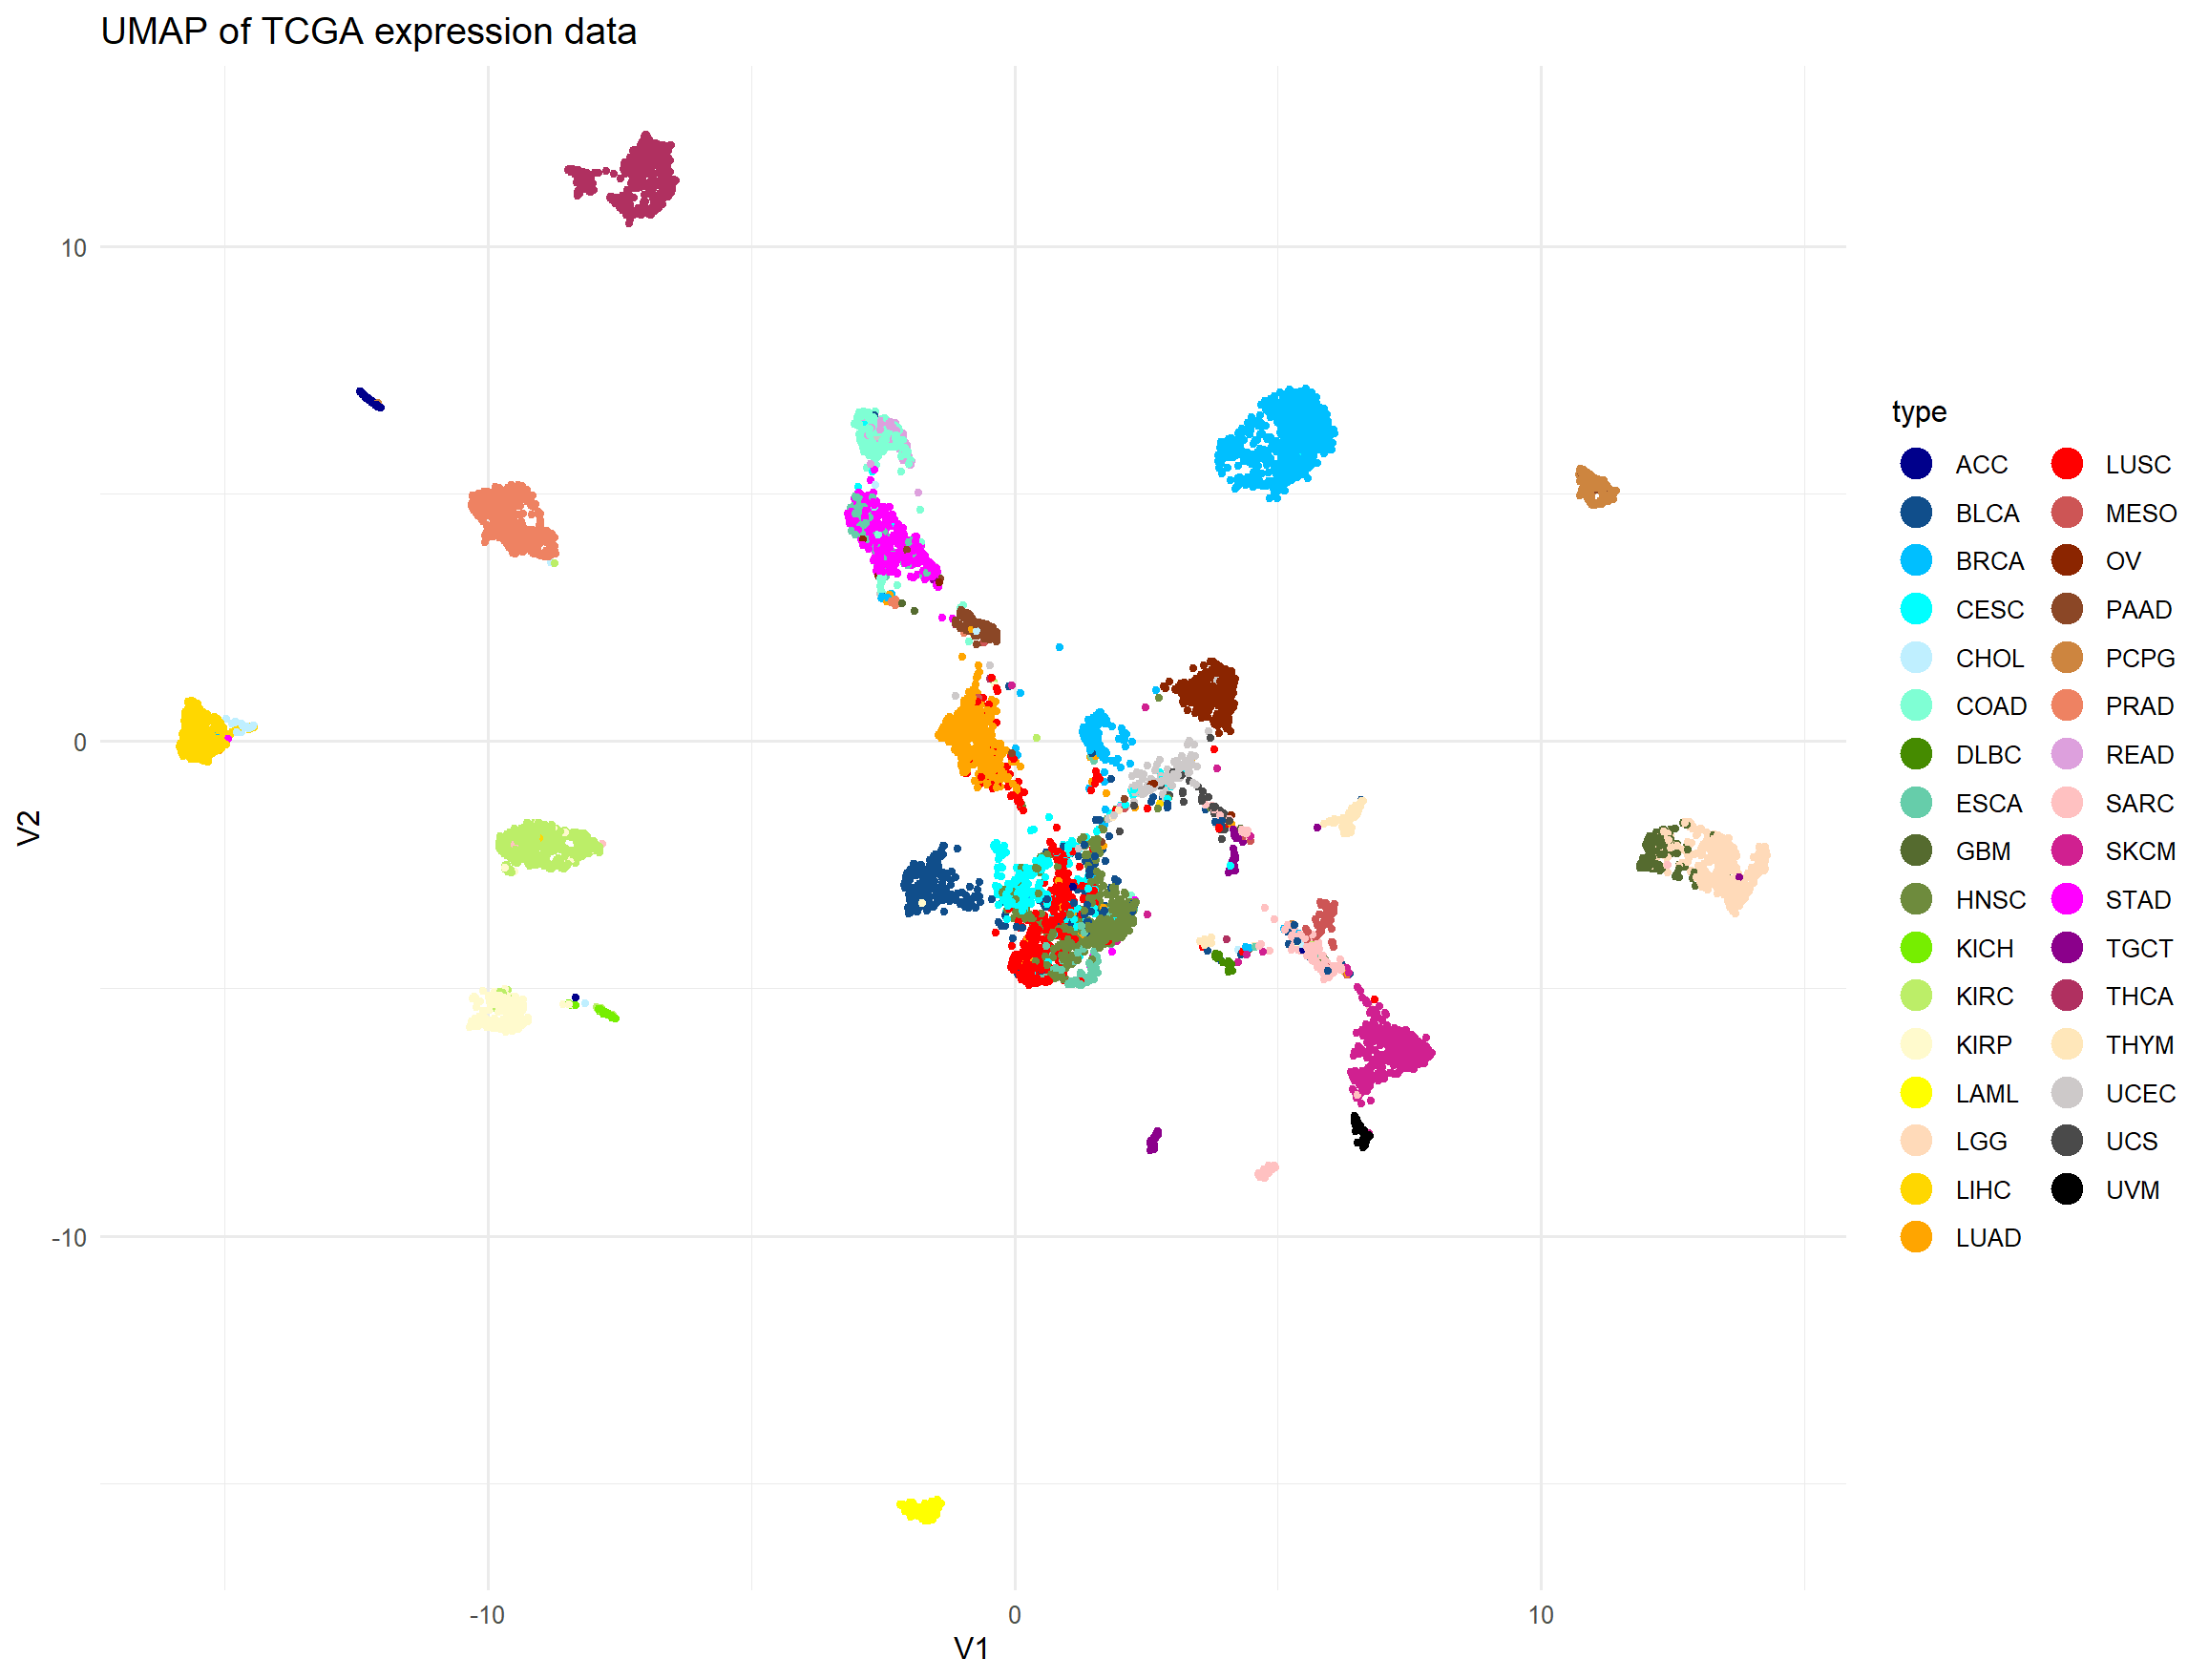 UMAP of TCGA expression data
10
0
-10
V2
-10
0
10
V1
type
ACC
BLCA
BRCA
CESC
CHOL
COAD
DLBC
ESCA
GBM
HNSC
KICH
KIRC
KIRP
LAML
LGG
LIHC
LUAD
LUSC
MESO
OV
PAAD
PCPG
PRAD
READ
SARC
SKCM
STAD
TGCT
THCA
THYM
UCEC
UCS
UVM